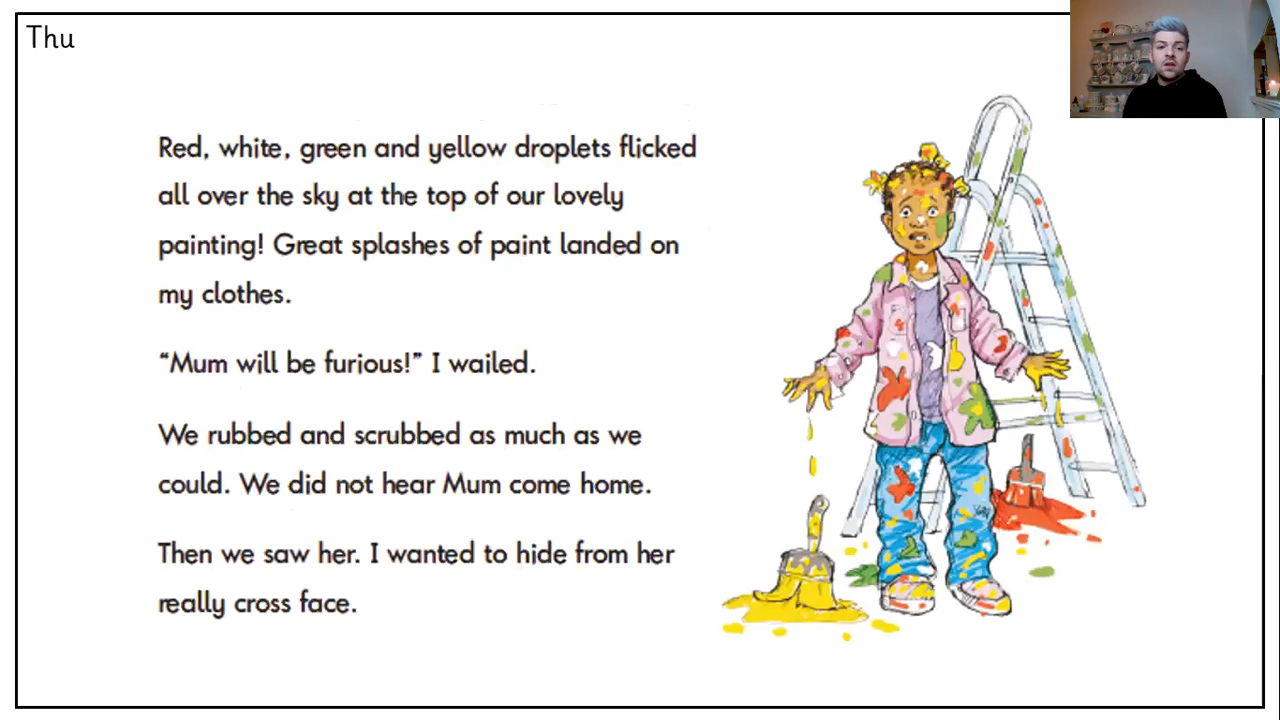 Thu
Red, white, green and yellow droplets flicked
all over the sky at the top of our lovely
painting! Great splashes of paint landed on
my clothes.
“Mum will be furious!” I wailed.
We rubbed and scrubbed as much as we
could. We did not hear Mum come home.
Then we saw her. I wanted to hide from her
really cross face.